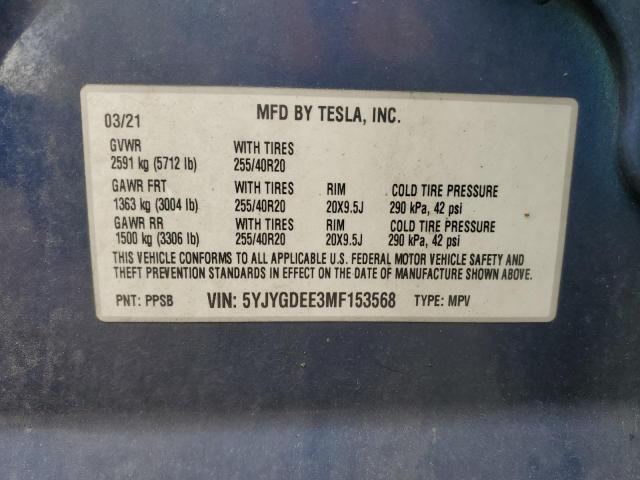 03/21 MFD BY TESLA, INC.
GVWR WITH TIRES
2591 kg (5712 lb) 255/40R20
GAWR FRT WITH TIRES RIM COLD TIRE PRESSURE
1363 kg (3004 lb) 255/40R20 20X9.5J 290 kPa, 42 psi
GAWR RR WITH TIRES RIM COLD TIRE PRESSURE
1500 kg (3306 lb) 255/40R20 20X9.5J 290 kPa, 42 psi
THIS VEHICLE CONFORMS TO ALL APPLICABLE U.S. FEDERAL MOTOR VEHICLE SAFETY AND
THEFT PREVENTION STANDARDS IN EFFECT ON THE DATE OF MANUFACTURE SHOWN ABOVE.
PNT: PPSB VIN: 5YJYGDEE3MF153568 TYPE: MPV